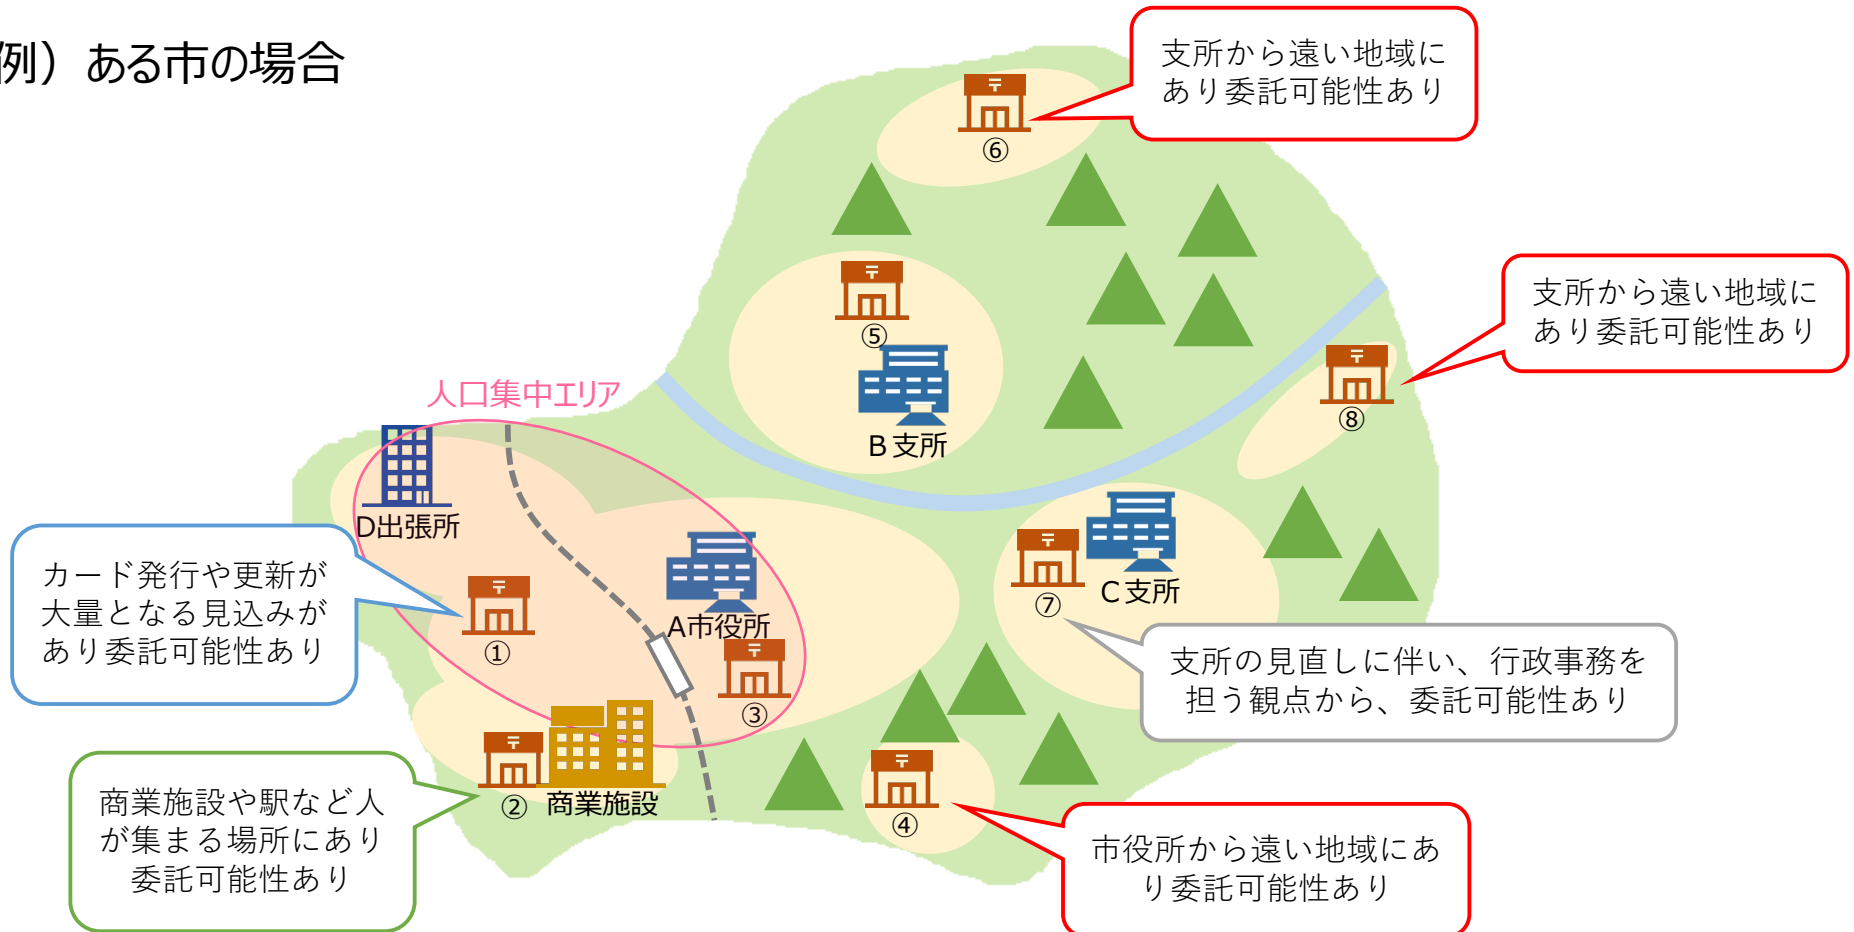 例）ある市の場合
支所から遠い地域に
あり委託可能性あり
⑥
支所から遠い地域に
あり委託可能性あり
⑤
⑧
B支所
人口集中エリア
D出張所
カード発行や更新が
大量となる見込みが
あり委託可能性あり
①
A市役所
③
⑦
C支所
支所の見直しに伴い、行政事務を
担う観点から、委託可能性あり
商業施設や駅など人
が集まる場所にあり
委託可能性あり
②
商業施設
④
市役所から遠い地域にあ
り委託可能性あり